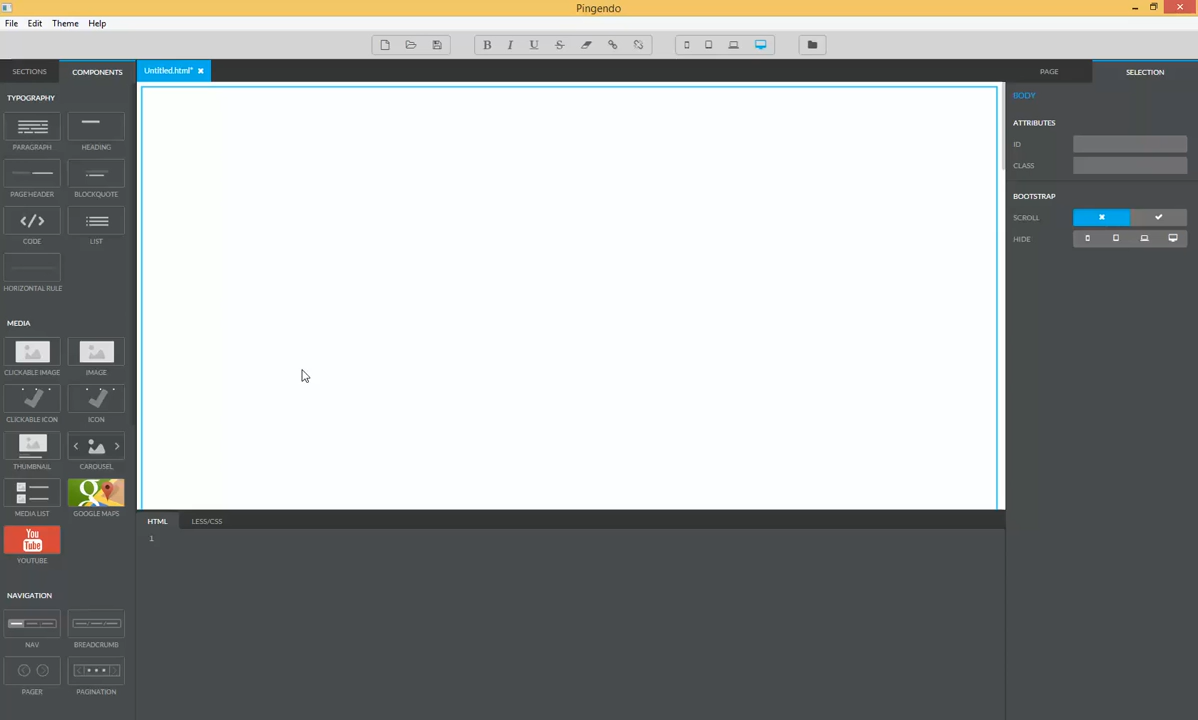 Pingendo
File Edit Theme Help
B I U S
SECTIONS COMPONENTS Untitled.html* PAGE SELECTION
TYPOGRAPHY
PARAGRAPH HEADING
PAGE HEADER BLOCKQUOTE
CODE LIST
HORIZONTAL RULE
MEDIA
CLICKABLE IMAGE IMAGE
CLICKABLE ICON ICON
THUMBNAIL CAROUSEL
MEDIA LIST GOOGLE MAPS
You
Tube
YOUTUBE
NAVIGATION
NAV BREADCRUMB
PAGER PAGINATION
HTML LESS/CSS
1
BODY
ATTRIBUTES
ID
CLASS
BOOTSTRAP
SCROLL
HIDE